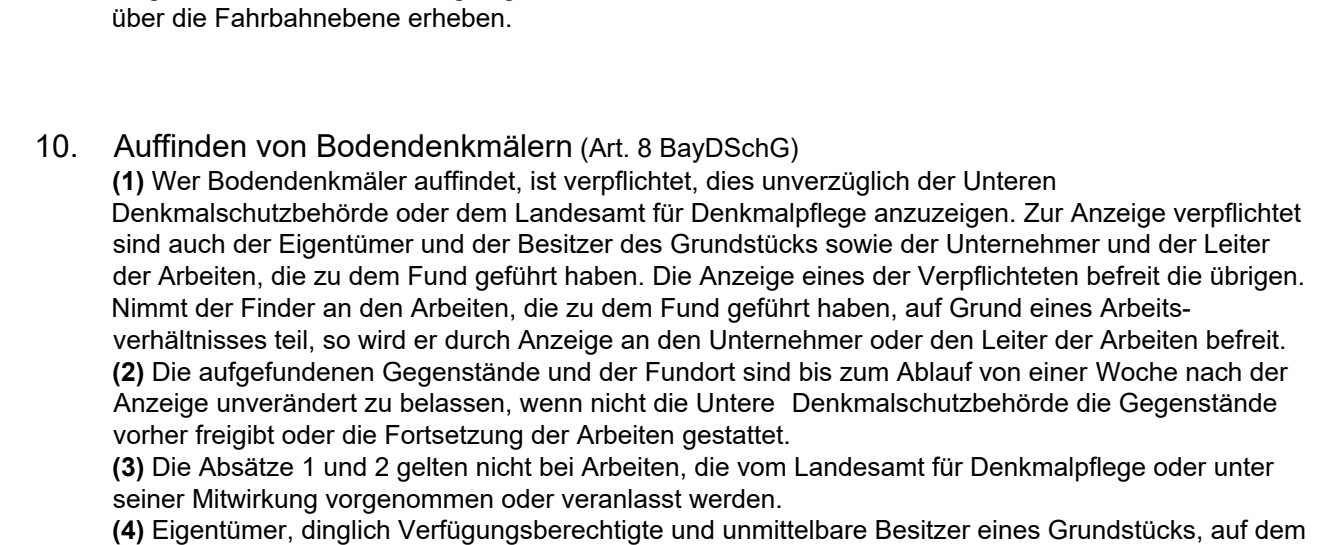 über die Fahrbahnebene erheben.
10. Auffinden von Bodendenkmälern (Art. 8 BayDSchG)
(1) Wer Bodendenkmäler auffindet, ist verpflichtet, dies unverzüglich der Unteren
Denkmalschutzbehörde oder dem Landesamt für Denkmalpflege anzuzeigen. Zur Anzeige verpflichtet
sind auch der Eigentümer und der Besitzer des Grundstücks sowie der Unternehmer und der Leiter
der Arbeiten, die zu dem Fund geführt haben. Die Anzeige eines der Verpflichteten befreit die übrigen.
Nimmt der Finder an den Arbeiten, die zu dem Fund geführt haben, auf Grund eines Arbeits-
verhältnisses teil, so wird er durch Anzeige an den Unternehmer oder den Leiter der Arbeiten befreit.
(2) Die aufgefundenen Gegenstände und der Fundort sind bis zum Ablauf von einer Woche nach der
Anzeige unverändert zu belassen, wenn nicht die Untere Denkmalschutzbehörde die Gegenstände
vorher freigibt oder die Fortsetzung der Arbeiten gestattet.
(3) Die Absätze 1 und 2 gelten nicht bei Arbeiten, die vom Landesamt für Denkmalpflege oder unter
seiner Mitwirkung vorgenommen oder veranlasst werden.
(4) Eigentümer, dinglich Verfügungsberechtigte und unmittelbare Besitzer eines Grundstücks, auf dem